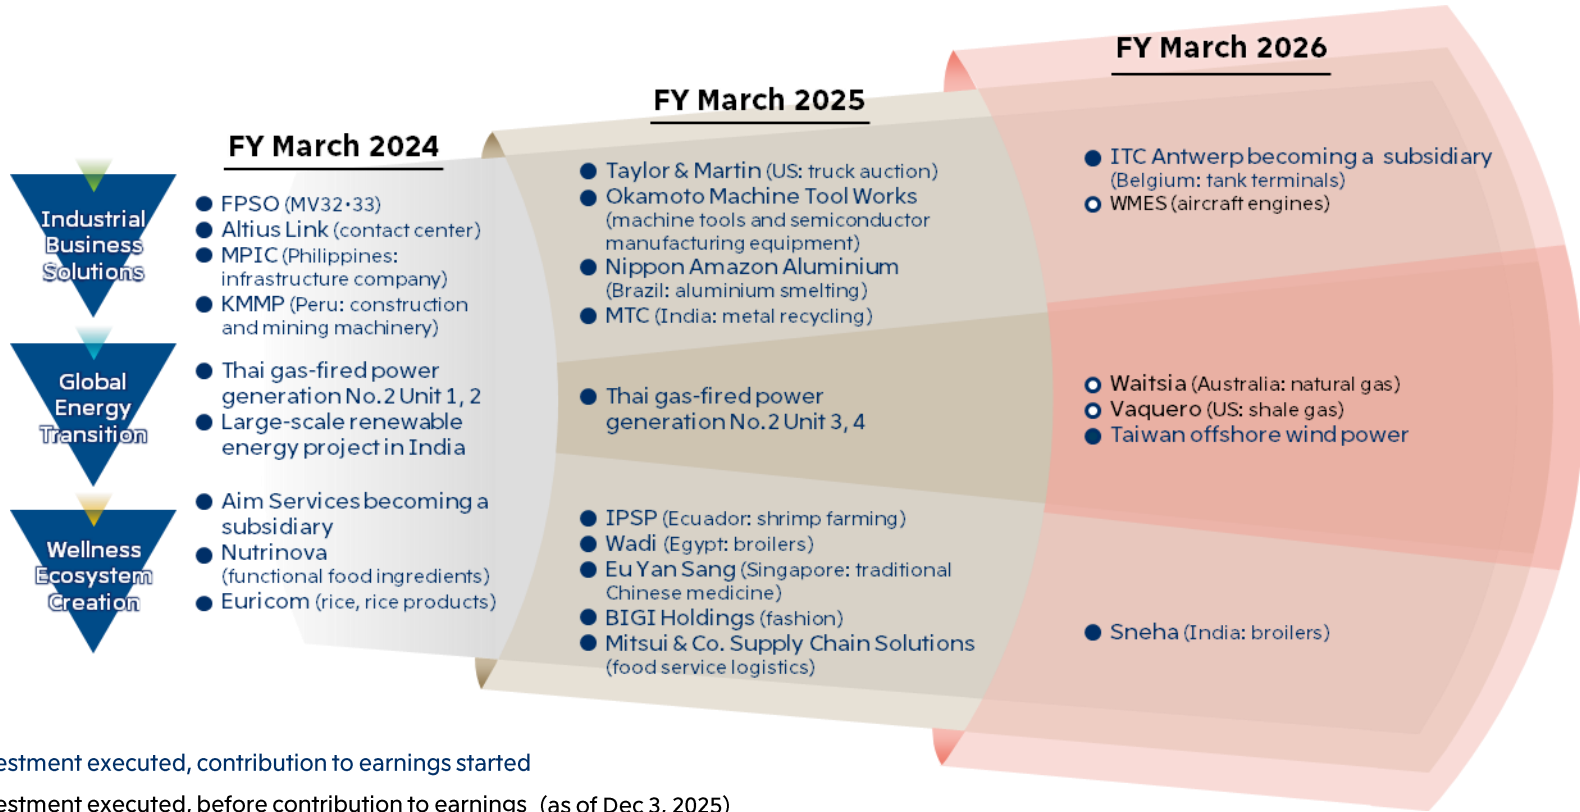 FY March 2024
FY March 2025
FY March 2026
Industrial
Business
Solutions
FPSO (MV32・33)
Altius Link (contact center)
MPIC (Philippines:
infrastructure company)
KMMP (Peru: construction
and mining machinery)
Taylor & Martin (US: truck auction)
Okamoto Machine Tool Works
(machine tools and semiconductor
manufacturing equipment)
Nippon Amazon Aluminium
(Brazil: aluminium smelting)
MTC (India: metal recycling)
ITC Antwerp becoming a subsidiary
(Belgium: tank terminals)
WMES (aircraft engines)
Global
Energy
Transition
Thai gas-fired power
generation No.2 Unit 1, 2
Large-scale renewable
energy project in India
Thai gas-fired power
generation No.2 Unit 3, 4
Waitsia (Australia: natural gas)
Vaquero (US: shale gas)
Taiwan offshore wind power
Wellness
Ecosystem
Creation
Aim Services becoming a
subsidiary
Nutrinova
(functional food ingredients)
Euricom (rice, rice products)
IPSP (Ecuador: shrimp farming)
Wadi (Egypt: broilers)
Eu Yan Sang (Singapore: traditional
Chinese medicine)
BIGI Holdings (fashion)
Mitsui & Co. Supply Chain Solutions
(food service logistics)
Sneha (India: broilers)
estment executed, contribution to earnings started
estment executed, before contribution to earnings (as of Dec 3, 2025)